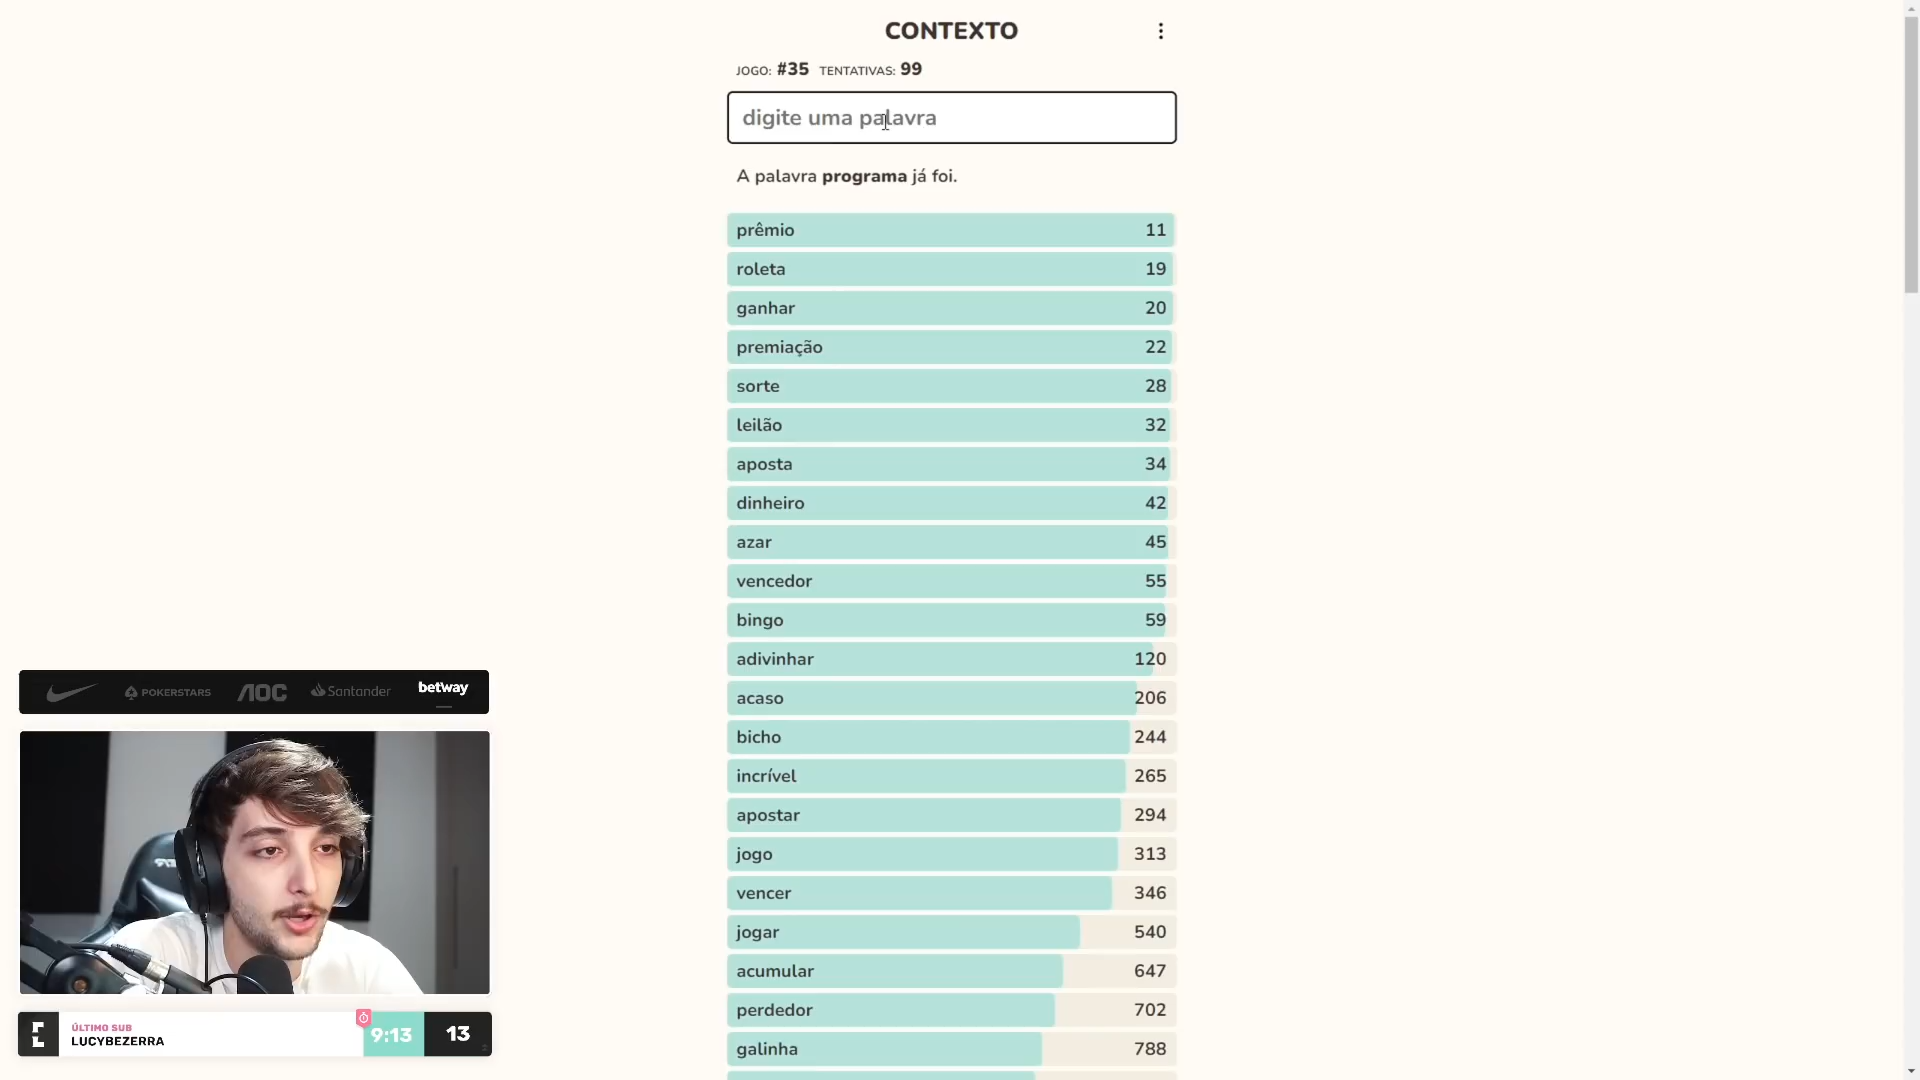 CONTEXTO
JOGO: #35 TENTATIVAS: 99
digite uma palavra
A palavra programa já foi.
prêmio 11
roleta 19
ganhar 20
premiação 22
sorte 28
leilão 32
aposta 34
dinheiro 42
azar 45
vencedor 55
bingo 59
adivinhar 120
acaso 206
bicho 244
incrível 265
apostar 294
jogo 313
vencer 346
jogar 540
acumular 647
perdedor 702
galinha 788
POKERSTARS AOC Santander betway
ÚLTIMO SUB
LUCYBEZERRA
9:13 13